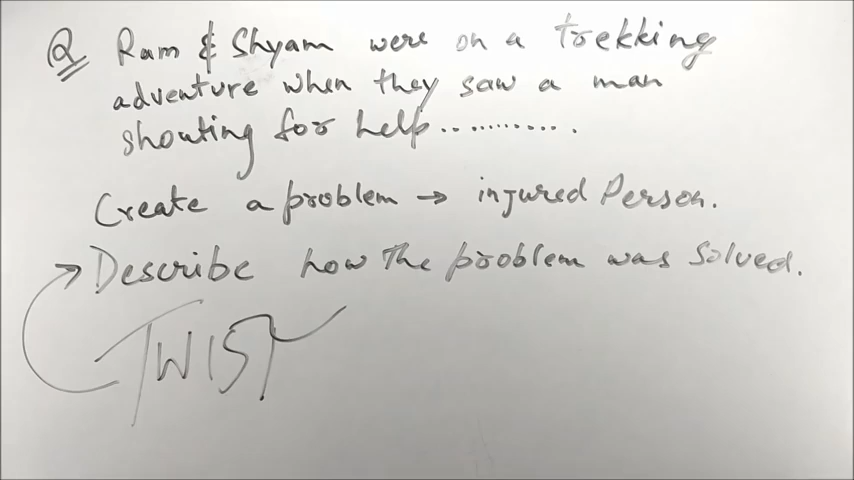 Q Ram & Shyam were on a trekking
adventure when they saw a man
shouting for help...........
Create a problem → injured Person.
→ Describe how the problem was solved.
TWIST